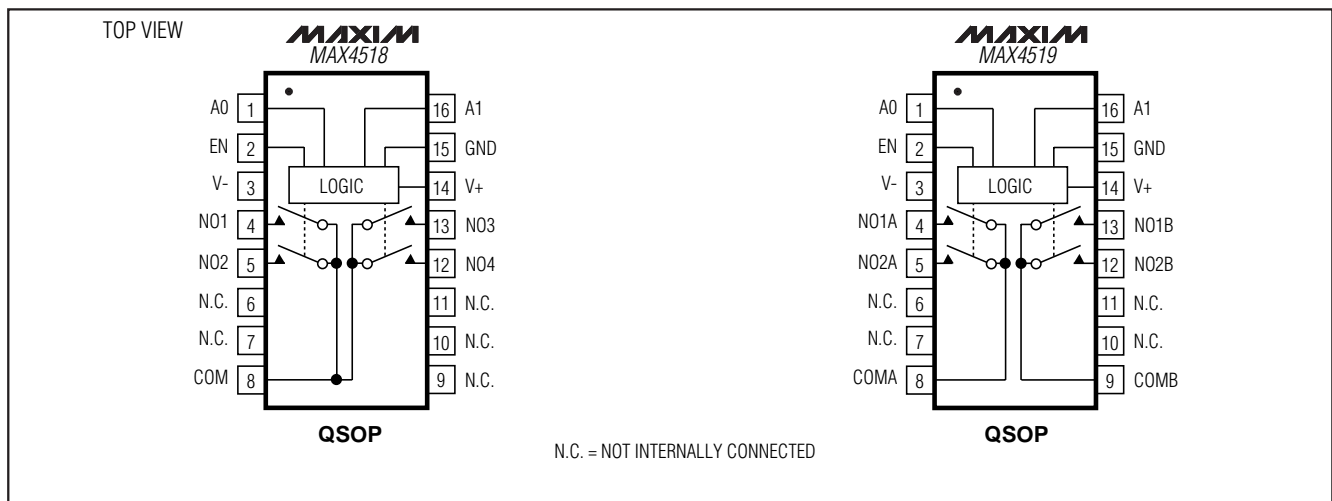 TOP VIEW
MAXIM
MAX4518
A0 1 16 A1
EN 2 15 GND
V- 3 LOGIC 14 V+
NO1 4 13 NO3
NO2 5 12 NO4
N.C. 6 11 N.C.
N.C. 7 10 N.C.
COM 8 9 N.C.
QSOP
MAXIM
MAX4519
A0 1 16 A1
EN 2 15 GND
V- 3 LOGIC 14 V+
NO1A 4 13 NO1B
NO2A 5 12 NO2B
N.C. 6 11 N.C.
N.C. 7 10 N.C.
COMA 8 9 COMB
QSOP
N.C. = NOT INTERNALLY CONNECTED